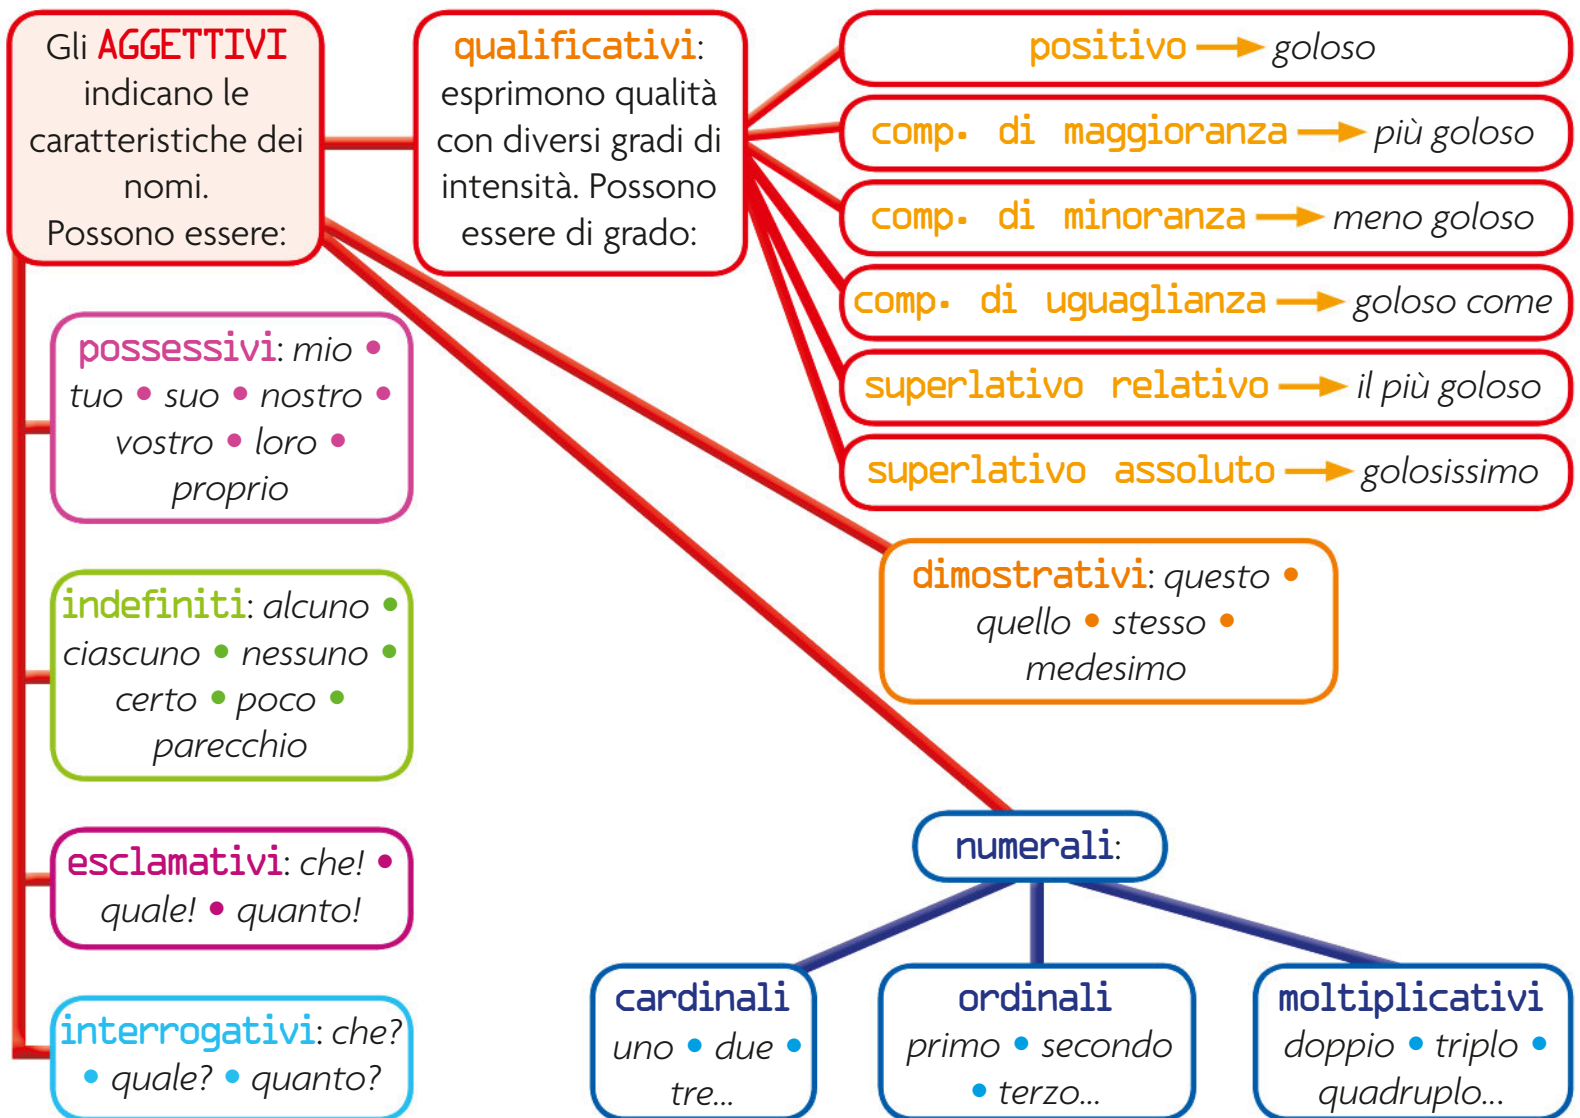 Gli AGGETTIVI
indicano le
caratteristiche dei
nomi.
Possono essere:
qualificativi:
esprimono qualità
con diversi gradi di
intensità. Possono
essere di grado:
positivo → goloso
comp. di maggioranza → più goloso
comp. di minoranza → meno goloso
comp. di uguaglianza → goloso come
superlativo relativo → il più goloso
superlativo assoluto → golosissimo
possessivi: mio •
tuo • suo • nostro •
vostro • loro •
proprio
indefiniti: alcuno •
ciascuno • nessuno •
certo • poco •
parecchio
esclamativi: che! •
quale! • quanto!
interrogativi: che?
• quale? • quanto?
dimostrativi: questo •
quello • stesso •
medesimo
numerali:
cardinali
uno • due •
tre...
ordinali
primo • secondo
• terzo...
moltiplicativi
doppio • triplo •
quadruplo...